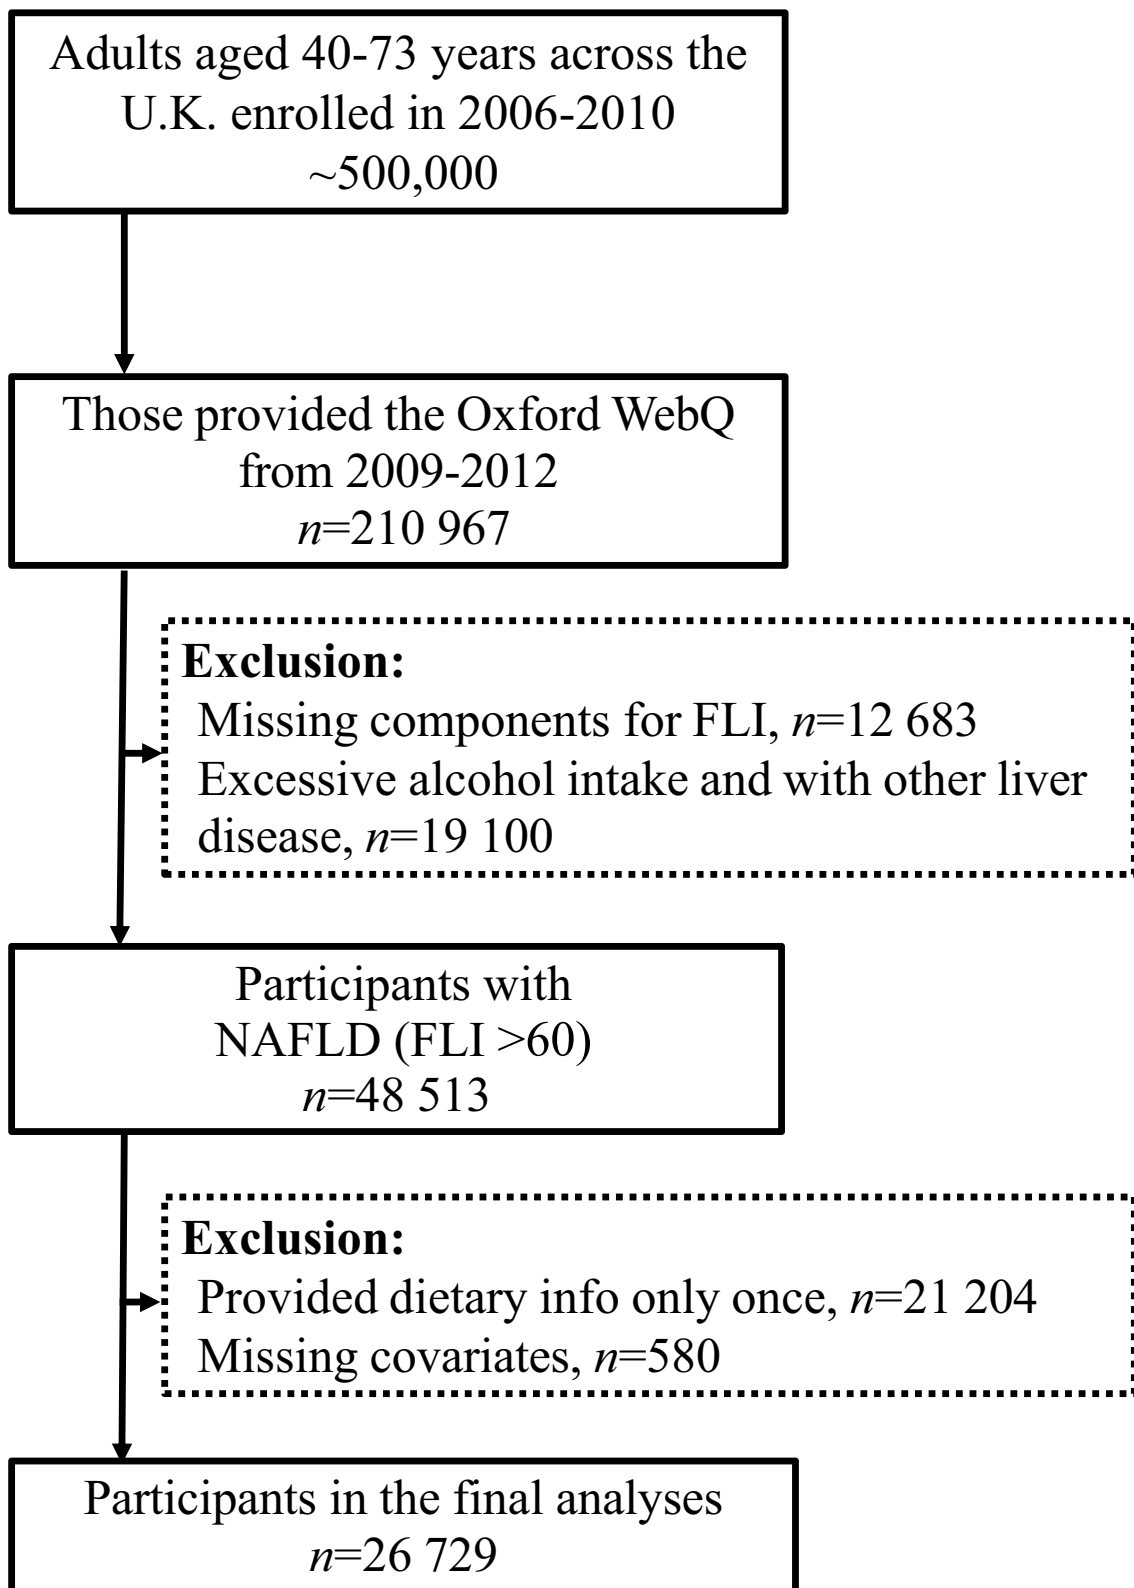 Adults aged 40-73 years across the
U.K. enrolled in 2006-2010
~500,000
Those provided the Oxford WebQ
from 2009-2012
n=210 967
Exclusion:
Missing components for FLI, n=12 683
Excessive alcohol intake and with other liver
disease, n=19 100
Participants with
NAFLD (FLI >60)
n=48 513
Exclusion:
Provided dietary info only once, n=21 204
Missing covariates, n=580
Participants in the final analyses
n=26 729